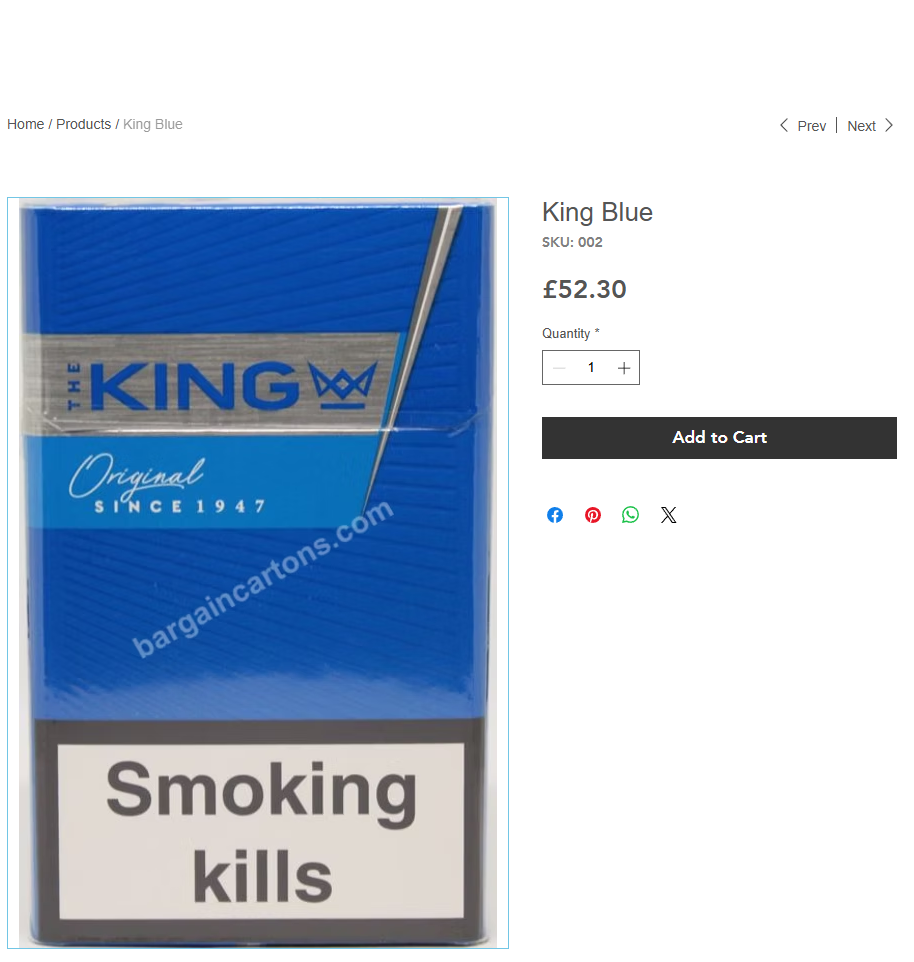 Home / Products / King Blue
Prev | Next
King Blue
SKU: 002
£52.30
Quantity *
1
Add to Cart
THE KING
Original
SINCE 1947
bargaincartons.com
Smoking
kills